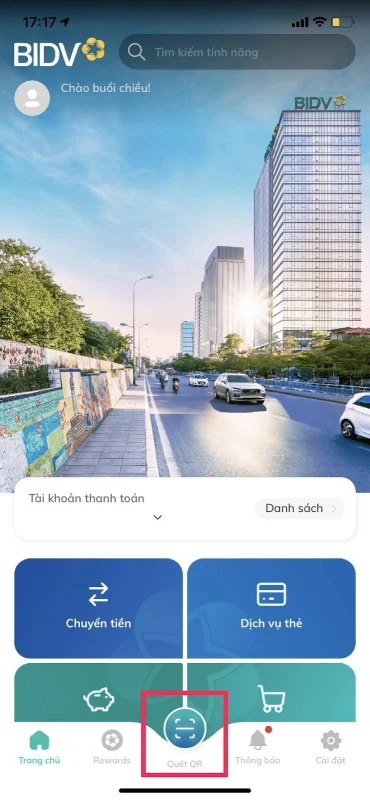 17:17
BIDV
Tìm kiếm tính năng
Chào buổi chiều!
BIDV
Tài khoản thanh toán
Danh sách
Chuyển tiền
Dịch vụ thẻ
Trang chủ
Rewards
Quét QR
Thông báo
Cài đặt